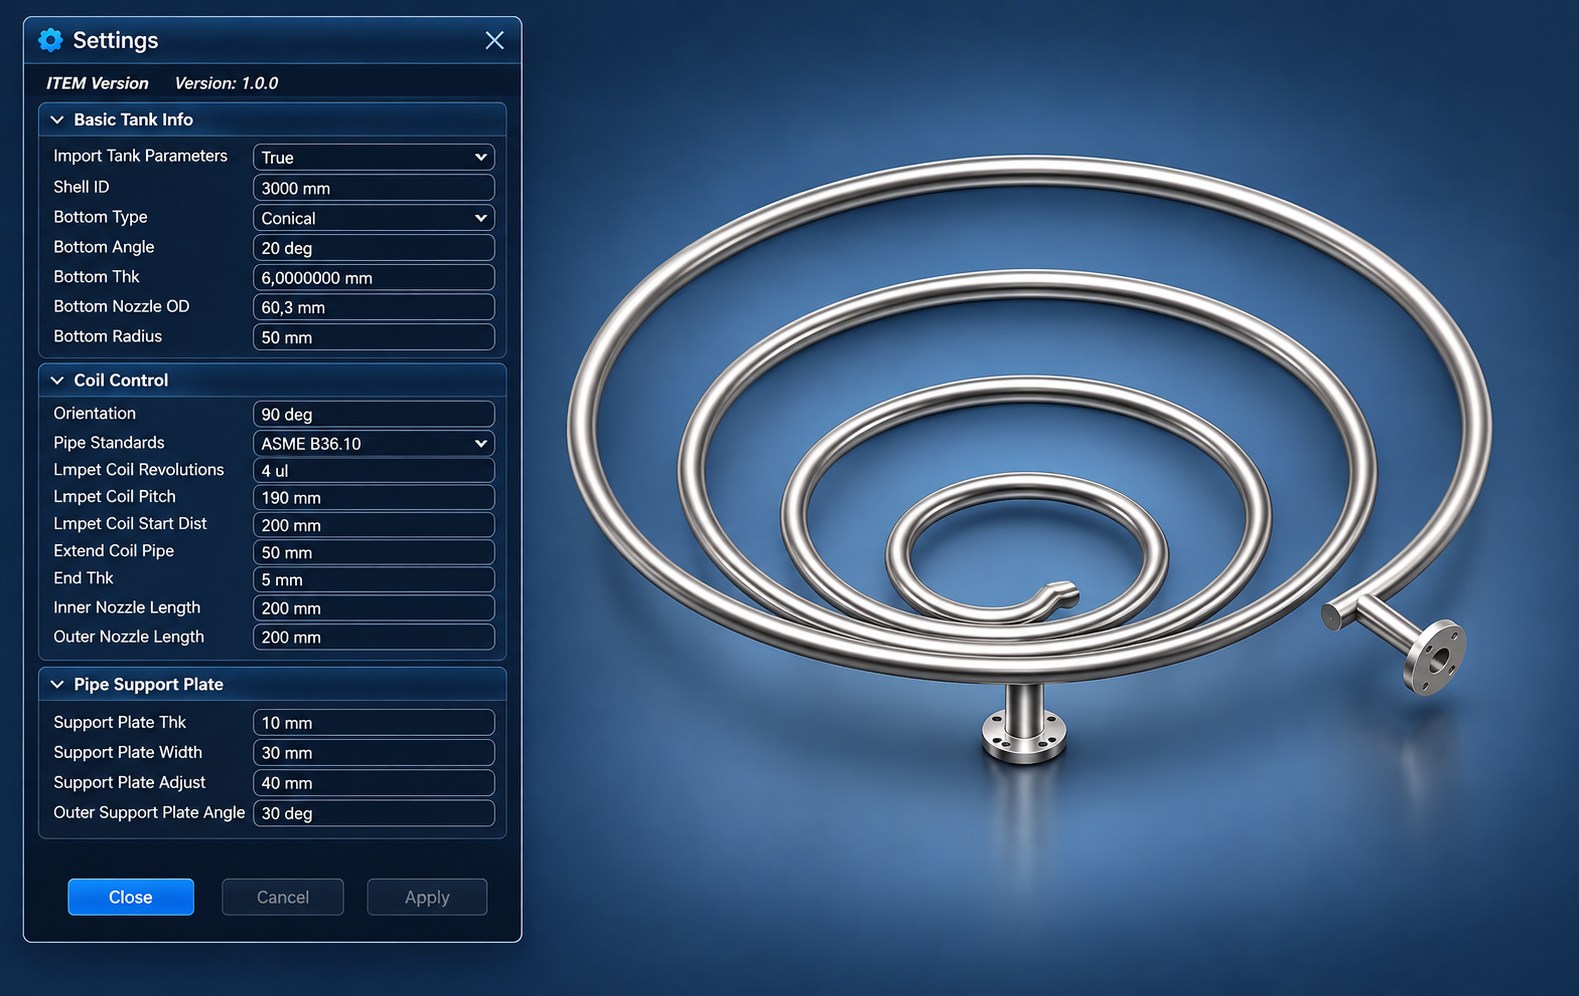 Settings
ITEM Version Version: 1.0.0
Basic Tank Info
Import Tank Parameters True
Shell ID 3000 mm
Bottom Type Conical
Bottom Angle 20 deg
Bottom Thk 6,0000000 mm
Bottom Nozzle OD 60,3 mm
Bottom Radius 50 mm
Coil Control
Orientation 90 deg
Pipe Standards ASME B36.10
Lmpet Coil Revolutions 4 ul
Lmpet Coil Pitch 190 mm
Lmpet Coil Start Dist 200 mm
Extend Coil Pipe 50 mm
End Thk 5 mm
Inner Nozzle Length 200 mm
Outer Nozzle Length 200 mm
Pipe Support Plate
Support Plate Thk 10 mm
Support Plate Width 30 mm
Support Plate Adjust 40 mm
Outer Support Plate Angle 30 deg
Close Cancel Apply